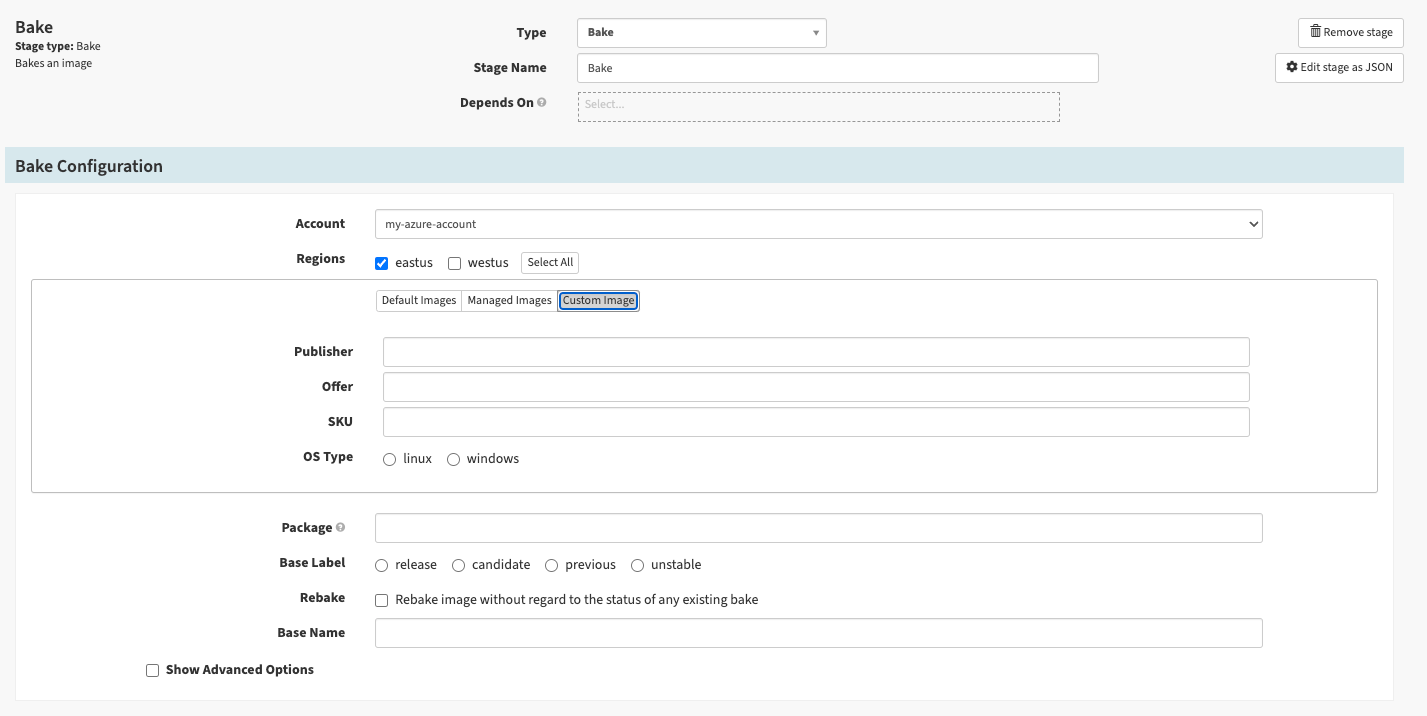 Bake
Stage type: Bake
Bakes an image
Type Bake
Stage Name Bake
Depends On Select...
Remove stage
Edit stage as JSON
Bake Configuration
Account my-azure-account
Regions eastus westus Select All
Default Images Managed Images Custom Image
Publisher
Offer
SKU
OS Type linux windows
Package
Base Label release candidate previous unstable
Rebake Rebake image without regard to the status of any existing bake
Base Name
Show Advanced Options